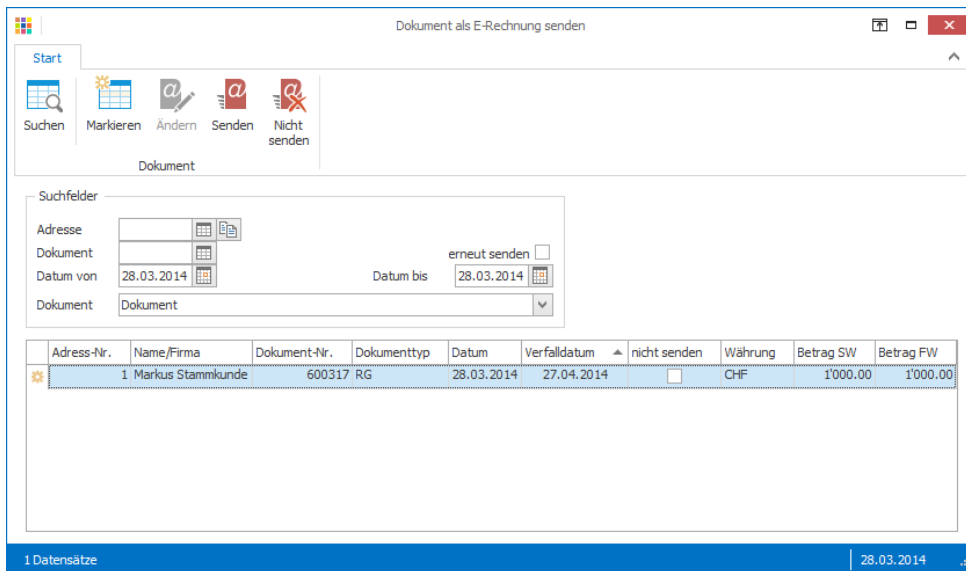 Dokument als E-Rechnung senden
Start
Suchen Markieren Ändern Senden Nicht senden
Dokument
Suchfelder
Adresse
Dokument erneut senden
Datum von 28.03.2014 Datum bis 28.03.2014
Dokument Dokument
Adress-Nr. Name/Firma Dokument-Nr. Dokumenttyp Datum Verfalldatum nicht senden Währung Betrag SW Betrag FW
1 Markus Stammkunde 600317 RG 28.03.2014 27.04.2014 CHF 1'000.00 1'000.00
1 Datensätze 28.03.2014